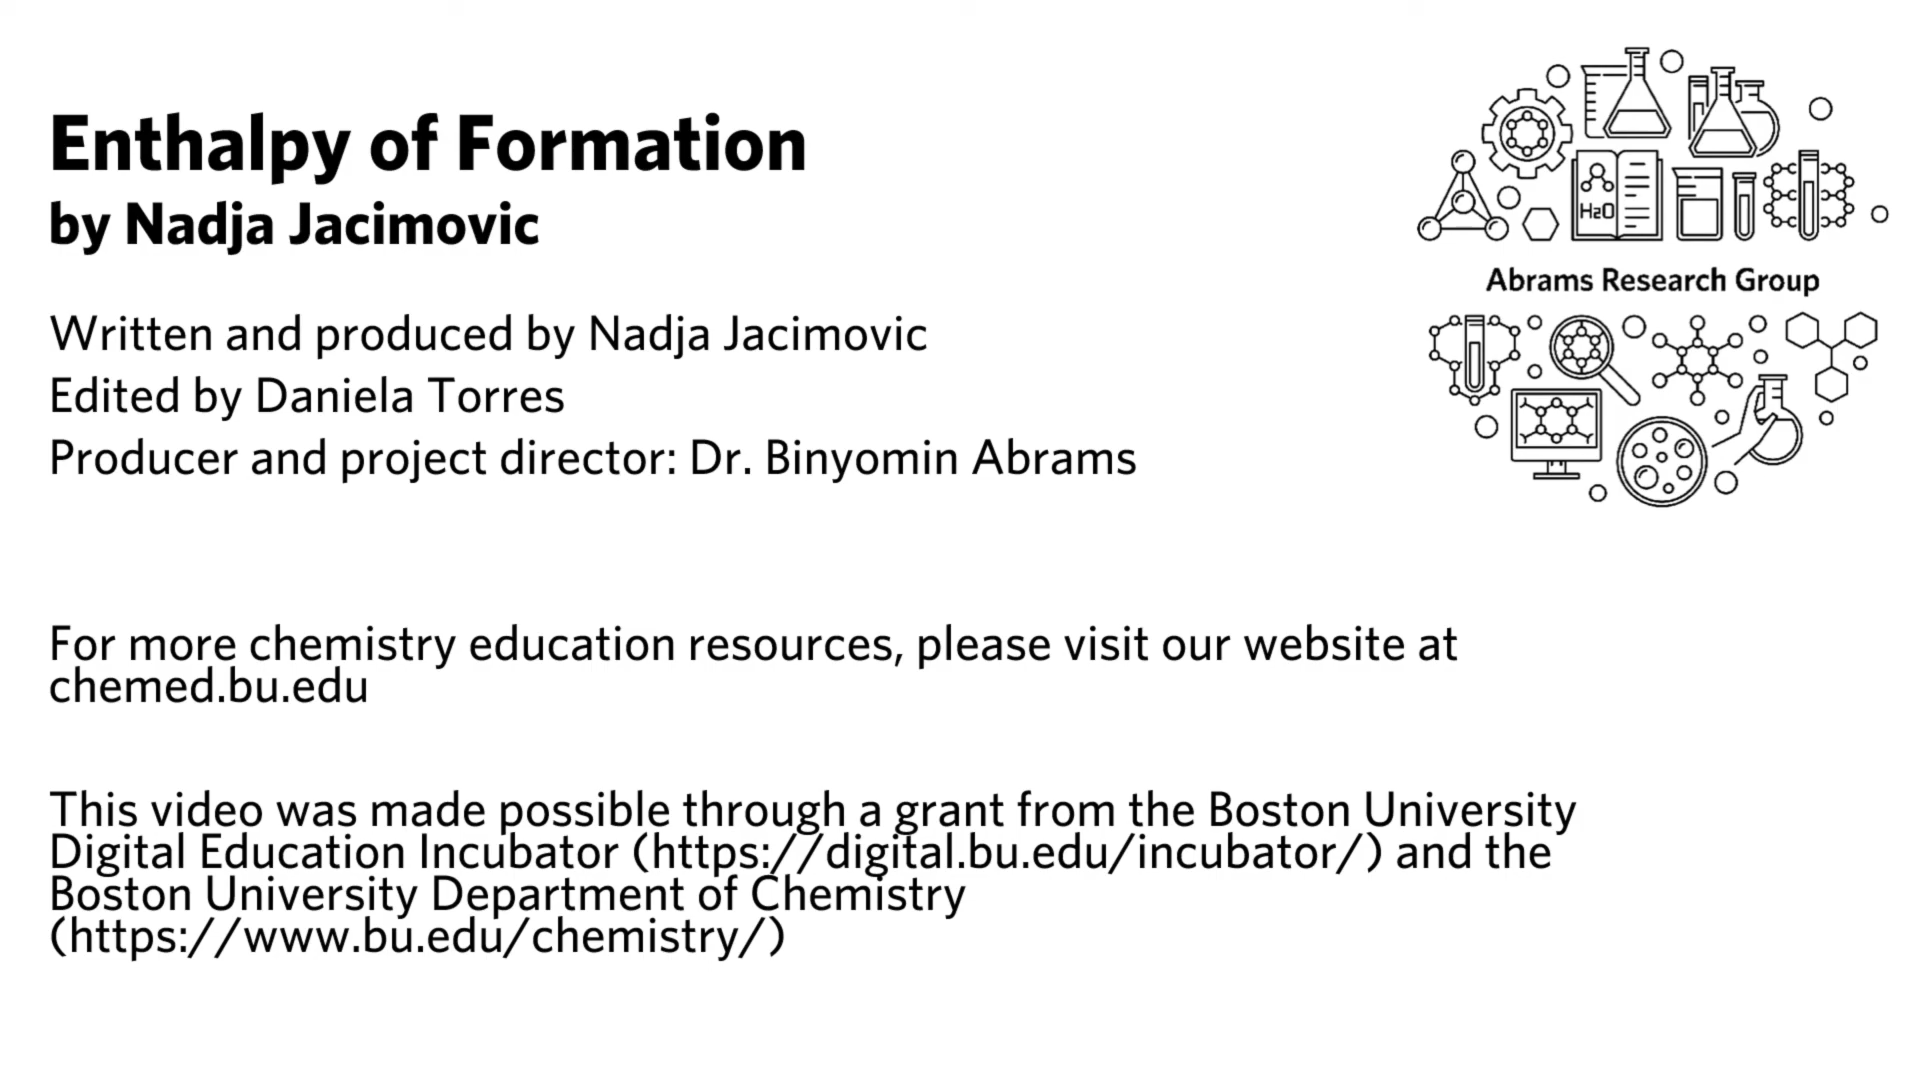 Enthalpy of Formation
by Nadja Jacimovic
Written and produced by Nadja Jacimovic
Edited by Daniela Torres
Producer and project director: Dr. Binyomin Abrams
H₂O
Abrams Research Group
For more chemistry education resources, please visit our website at
chemed.bu.edu
This video was made possible through a grant from the Boston University
Digital Education Incubator (https://digital.bu.edu/incubator/) and the
Boston University Department of Chemistry
(https://www.bu.edu/chemistry/)